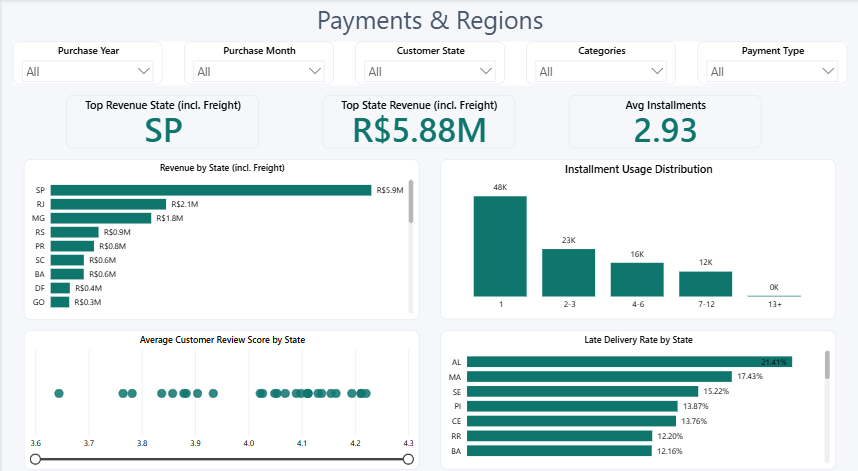 Payments & Regions
Purchase Year
Purchase Month
Customer State
Categories
Payment Type
All
All
All
All
All
Top Revenue State (incl. Freight)
SP
Top State Revenue (incl. Freight)
R$5.88M
Avg Installments
2.93
Revenue by State (incl. Freight)
SP R$5.9M
RJ R$2.1M
MG R$1.8M
RS R$0.9M
PR R$0.8M
SC R$0.6M
BA R$0.6M
DF R$0.4M
GO R$0.3M
Installment Usage Distribution
48K
23K
16K
12K
0K
1 2-3 4-6 7-12 13+
Average Customer Review Score by State
3.6 3.7 3.8 3.9 4.0 4.1 4.2 4.3
Late Delivery Rate by State
AL 21.41%
MA 17.43%
SE 15.22%
PI 13.87%
CE 13.76%
RR 12.20%
BA 12.16%